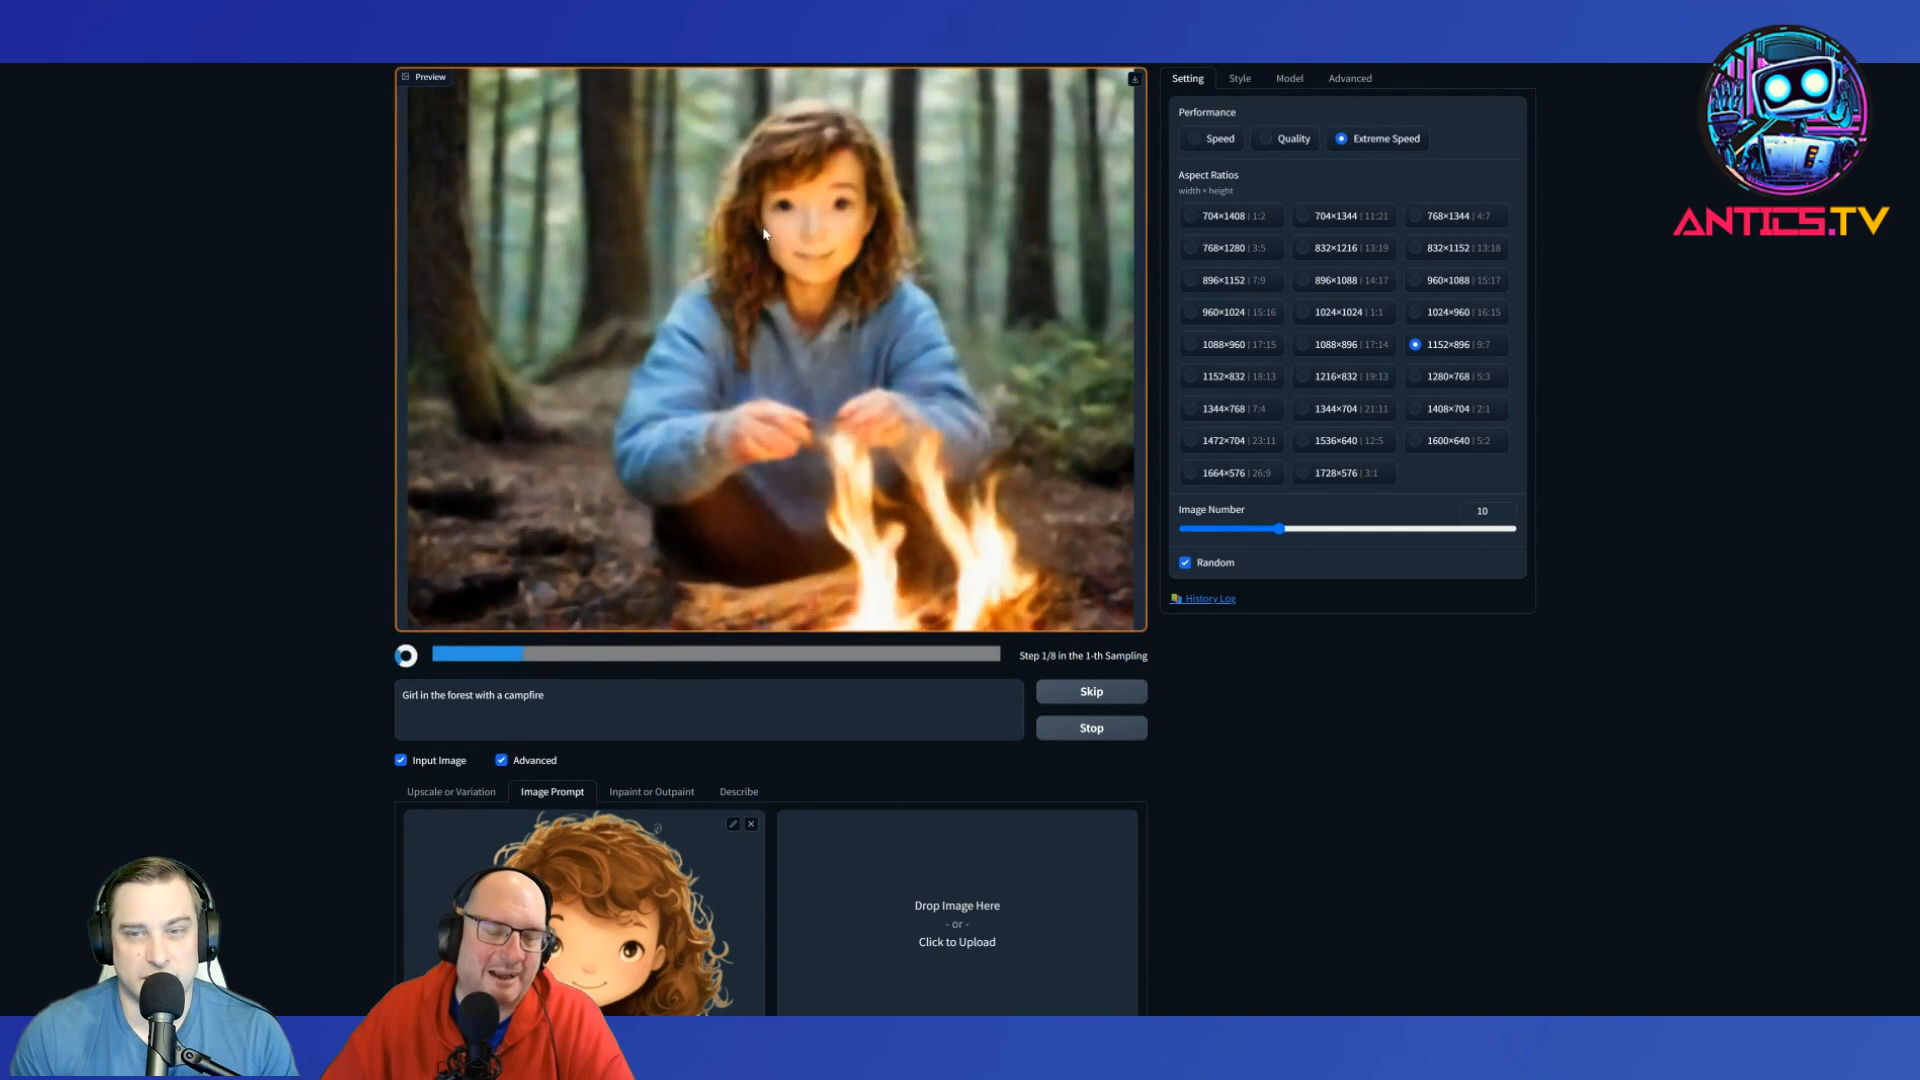 Preview
Setting Style Model Advanced
ANTICS.TV
Performance
Speed Quality Extreme Speed
Aspect Ratios
width × height
704×1408 | 1:2 704×1344 | 11:21 768×1344 | 4:7
768×1280 | 3:5 832×1216 | 13:19 832×1152 | 13:18
896×1152 | 7:9 896×1088 | 14:17 960×1088 | 15:17
960×1024 | 15:16 1024×1024 | 1:1 1024×960 | 16:15
1088×960 | 17:15 1088×896 | 17:14 1152×896 | 9:7
1152×832 | 18:13 1216×832 | 19:13 1280×768 | 5:3
1344×768 | 7:4 1344×704 | 21:11 1408×704 | 2:1
1472×704 | 23:11 1536×640 | 12:5 1600×640 | 5:2
1664×576 | 26:9 1728×576 | 3:1
Image Number 10
Random
History Log
Step 1/8 in the 1-th Sampling
Girl in the forest with a campfire
Skip
Stop
Input Image Advanced
Upscale or Variation Image Prompt Inpaint or Outpaint Describe
Drop Image Here
- or -
Click to Upload